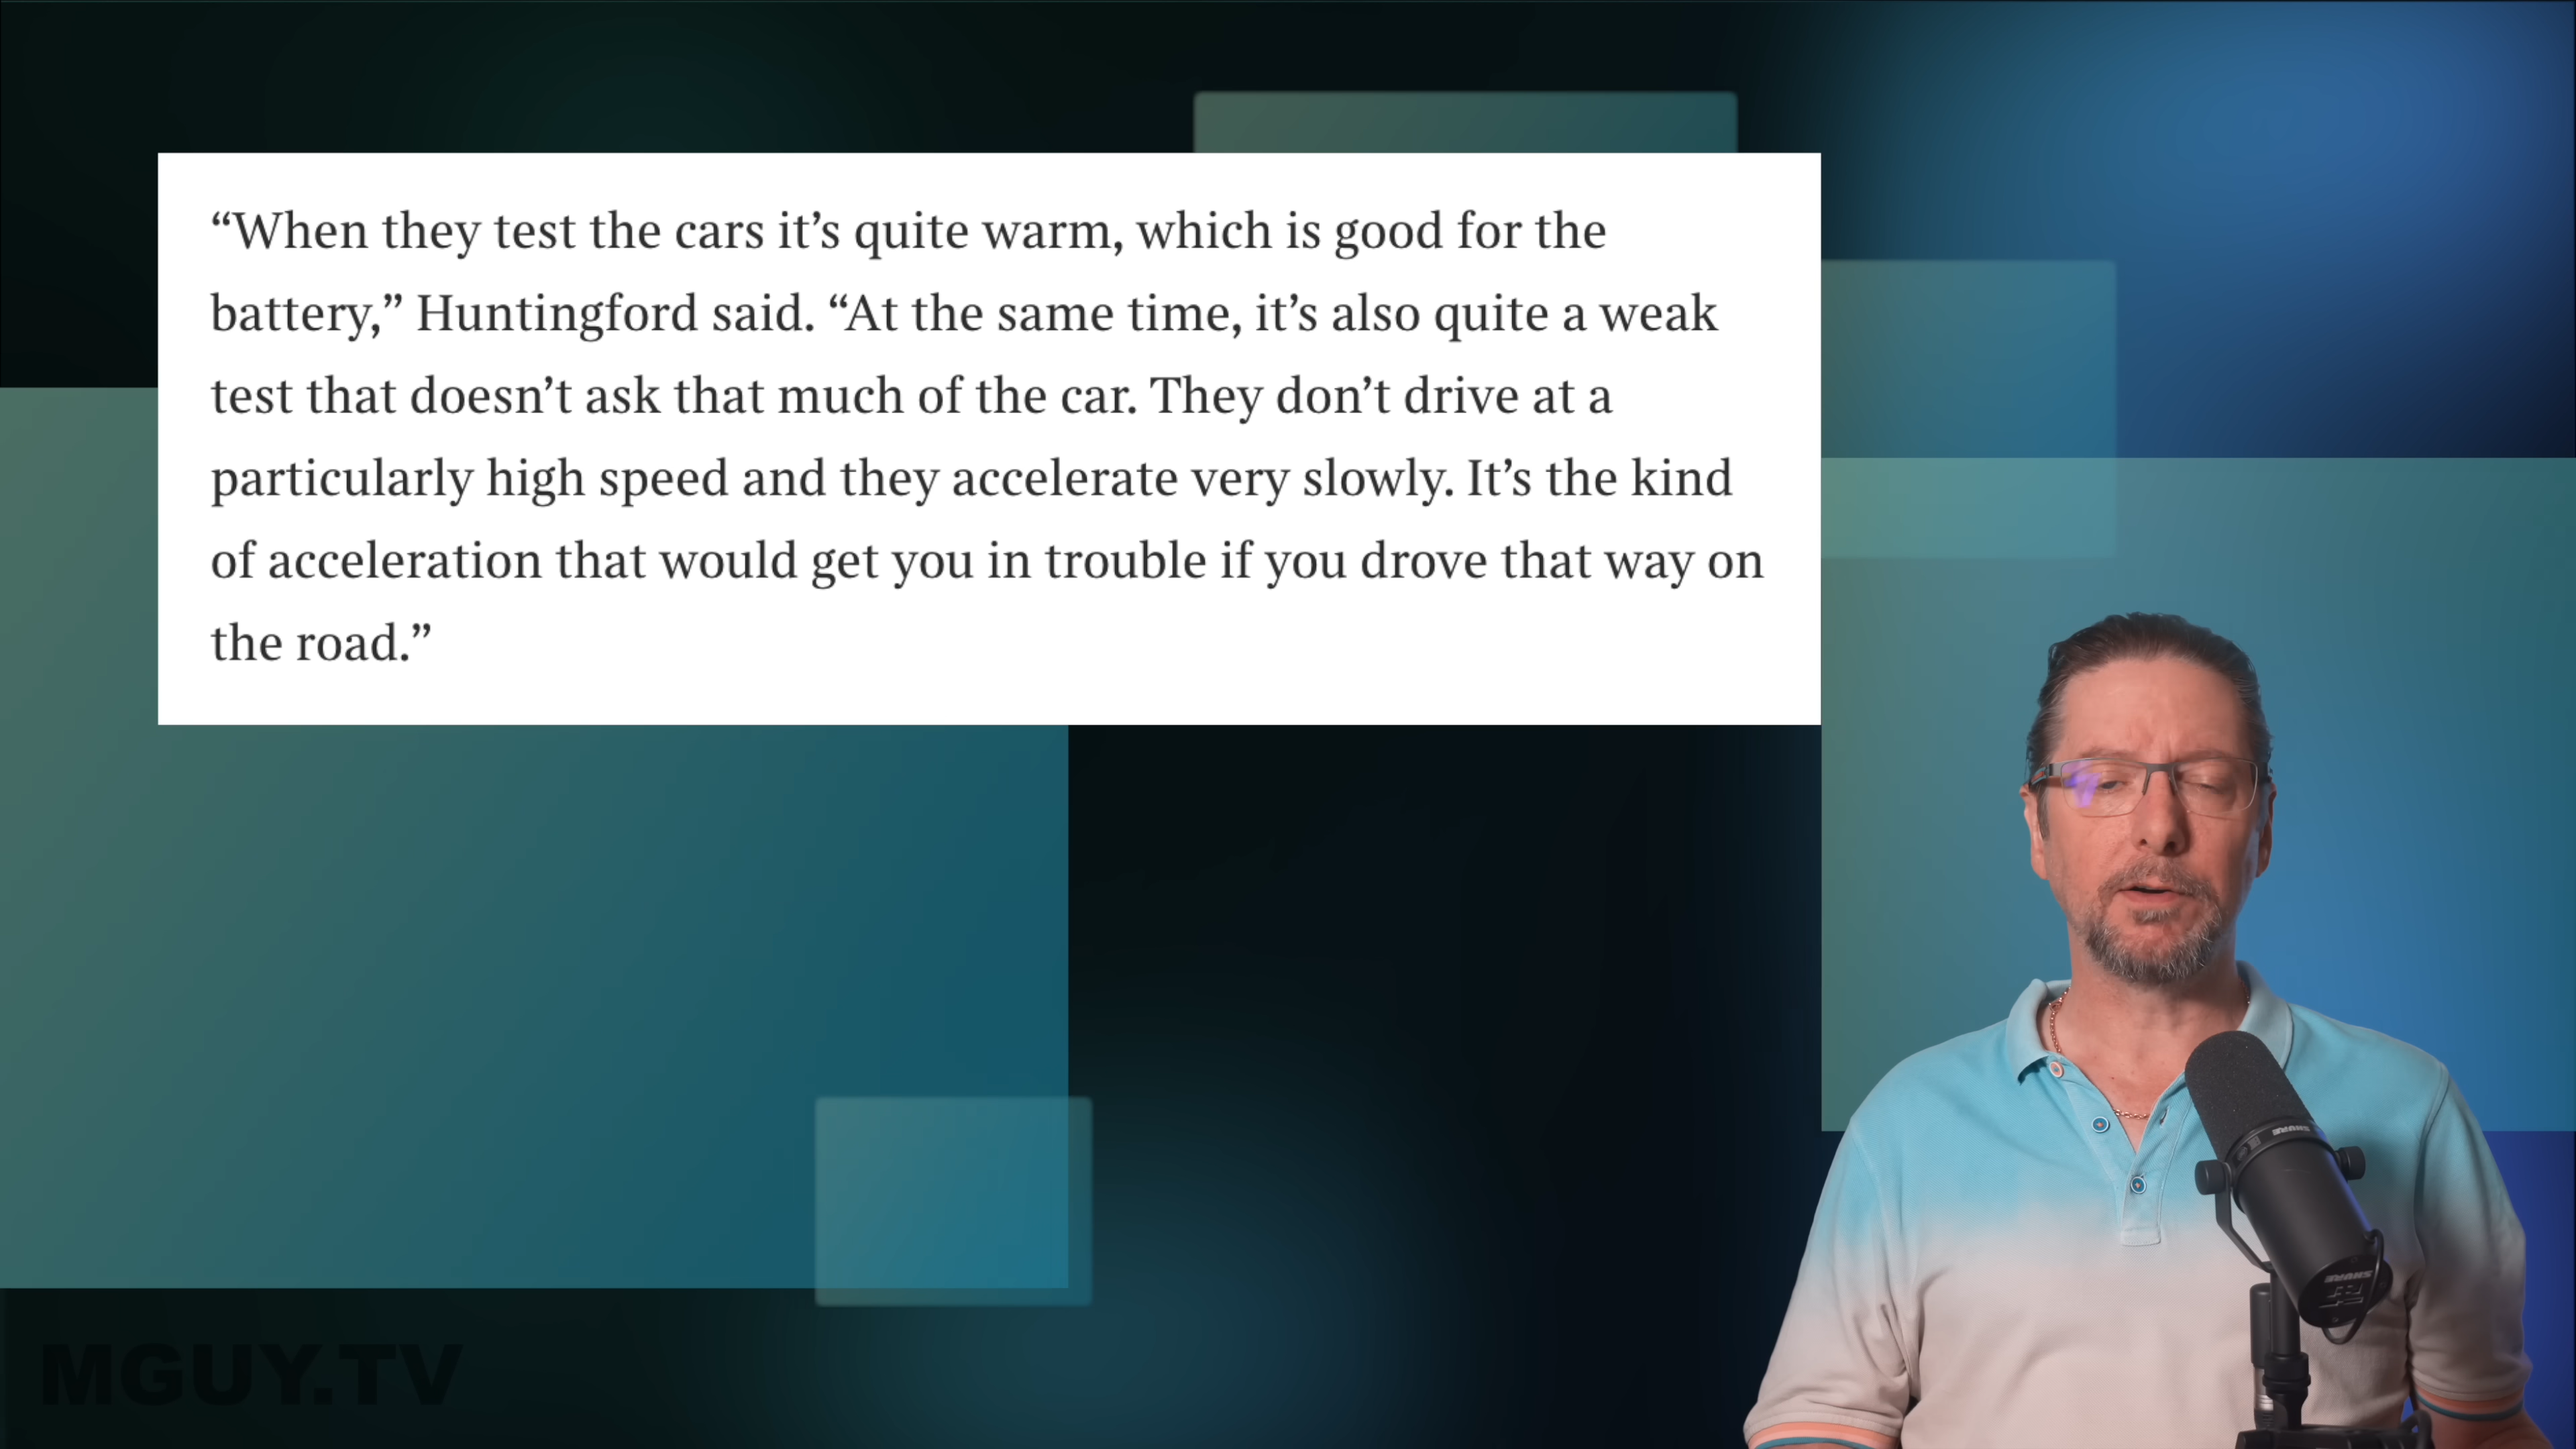 “When they test the cars it’s quite warm, which is good for the
battery,” Huntingford said. “At the same time, it’s also quite a weak
test that doesn’t ask that much of the car. They don’t drive at a
particularly high speed and they accelerate very slowly. It’s the kind
of acceleration that would get you in trouble if you drove that way on
the road.”
SHURE
SHURE
MGUY.TV